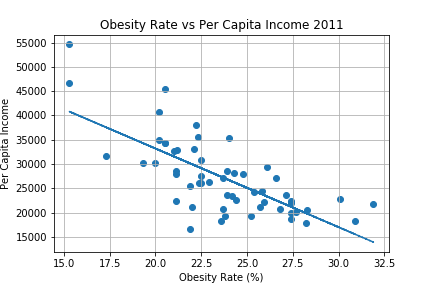 Obesity Rate vs Per Capita Income 2011
Per Capita Income
55000
50000
45000
40000
35000
30000
25000
20000
15000
15.0 17.5 20.0 22.5 25.0 27.5 30.0 32.5
Obesity Rate (%)